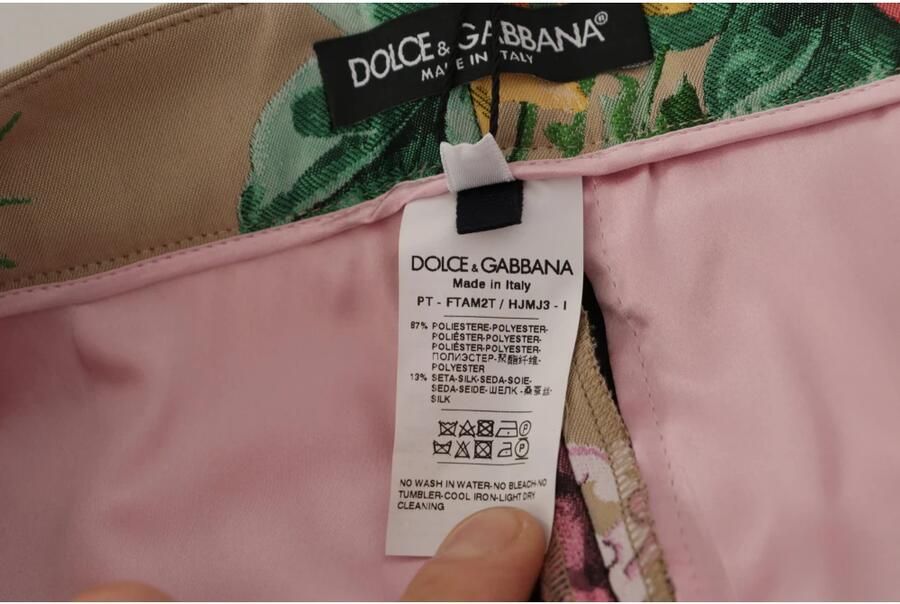 DOLCE & GABBANA®
MADE IN ITALY
DOLCE & GABBANA
Made in Italy
PT - FTAM2T / HJMJ3 - I
87% POLIESTERE-POLYESTER-
POLIÉSTER-POLYESTER-
POLIÉSTER-POLYESTER-
ПОЛИЭСТЕР-聚酯纤维-
POLYESTER
13% SETA-SILK-SEDA-SOIE-
SEDA-SEIDE-ШЕЛК-桑蚕丝-
SILK
P
P
NO WASH IN WATER-NO BLEACH-NO
TUMBLER-COOL IRON-LIGHT DRY
CLEANING